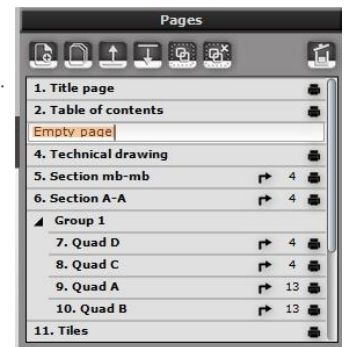 Pages
1. Title page
2. Table of contents
Empty page
4. Technical drawing
5. Section mb-mb 4
6. Section A-A 4
Group 1
7. Quad D 4
8. Quad C 4
9. Quad A 13
10. Quad B 13
11. Tiles